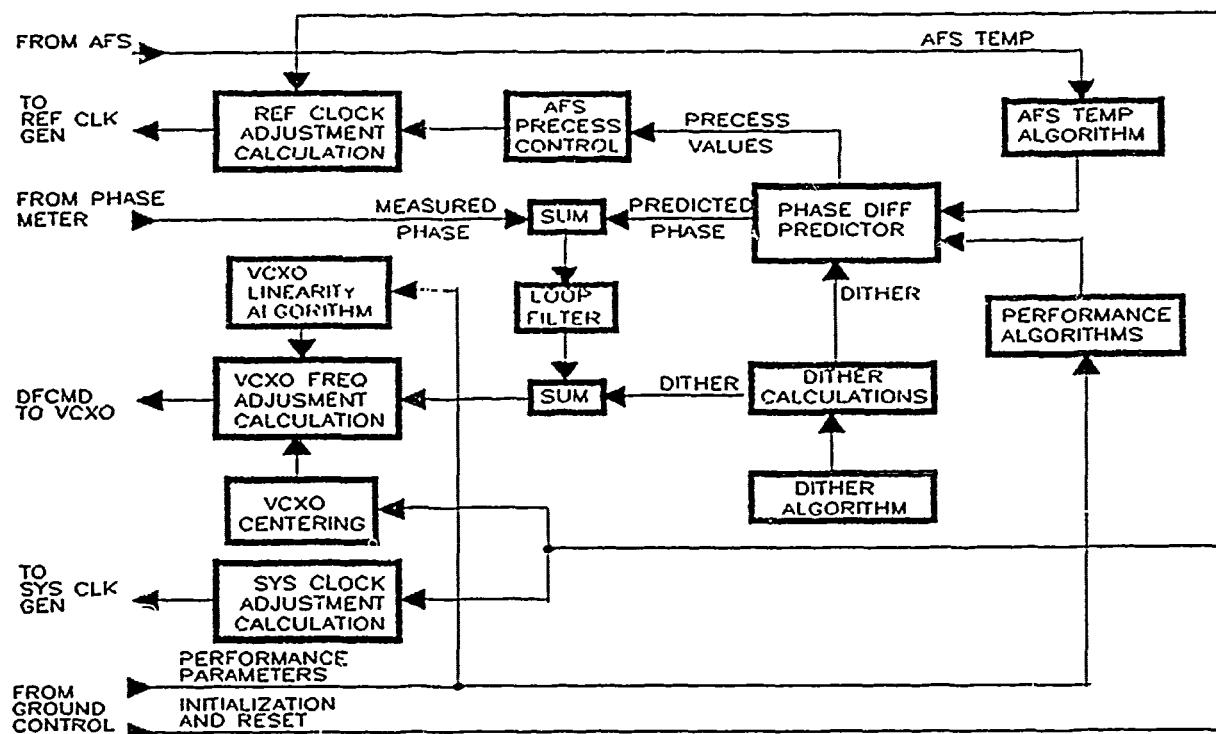 FROM AFS
AFS TEMP
TO
REF CLK
GEN
REF CLOCK
ADJUSTMENT
CALCULATION
AFS
PRECESS
CONTROL
PRECESS
VALUES
AFS TEMP
ALGORITHM
FROM PHASE
METER
MEASURED
PHASE
SUM
PREDICTED
PHASE
PHASE DIFF
PREDICTOR
VCXO
LINEARITY
ALGORITHM
LOOP
FILTER
DITHER
PERFORMANCE
ALGORITHMS
DFCMD
TO VCXO
VCXO FREQ
ADJUSMENT
CALCULATION
SUM
DITHER
DITHER
CALCULATIONS
VCXO
CENTERING
DITHER
ALGORITHM
TO
SYS CLK
GEN
SYS CLOCK
ADJUSTMENT
CALCULATION
FROM
GROUND
CONTROL
PERFORMANCE
PARAMETERS
INITIALIZATION
AND RESET